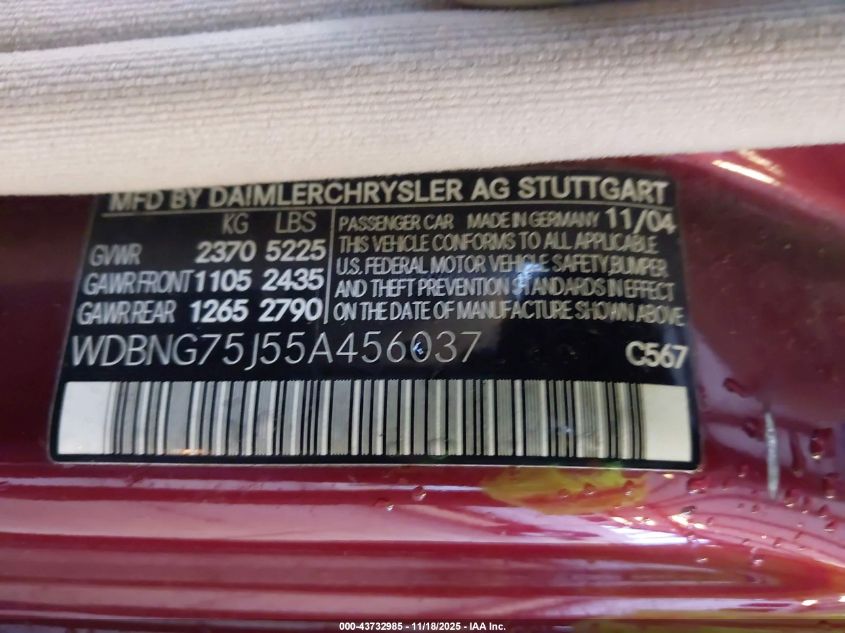 MFD BY DAIMLERCHRYSLER AG STUTTGART
KG LBS
GVWR 2370 5225
GAWR FRONT 1105 2435
GAWR REAR 1265 2790
PASSENGER CAR MADE IN GERMANY 11/04
THIS VEHICLE CONFORMS TO ALL APPLICABLE
U.S. FEDERAL MOTOR VEHICLE SAFETY, BUMPER
AND THEFT PREVENTION STANDARDS IN EFFECT
ON THE DATE OF MANUFACTURE SHOWN ABOVE
WDBNG75J55A456037 C567
000-43732985 - 11/18/2025 - IAA Inc.